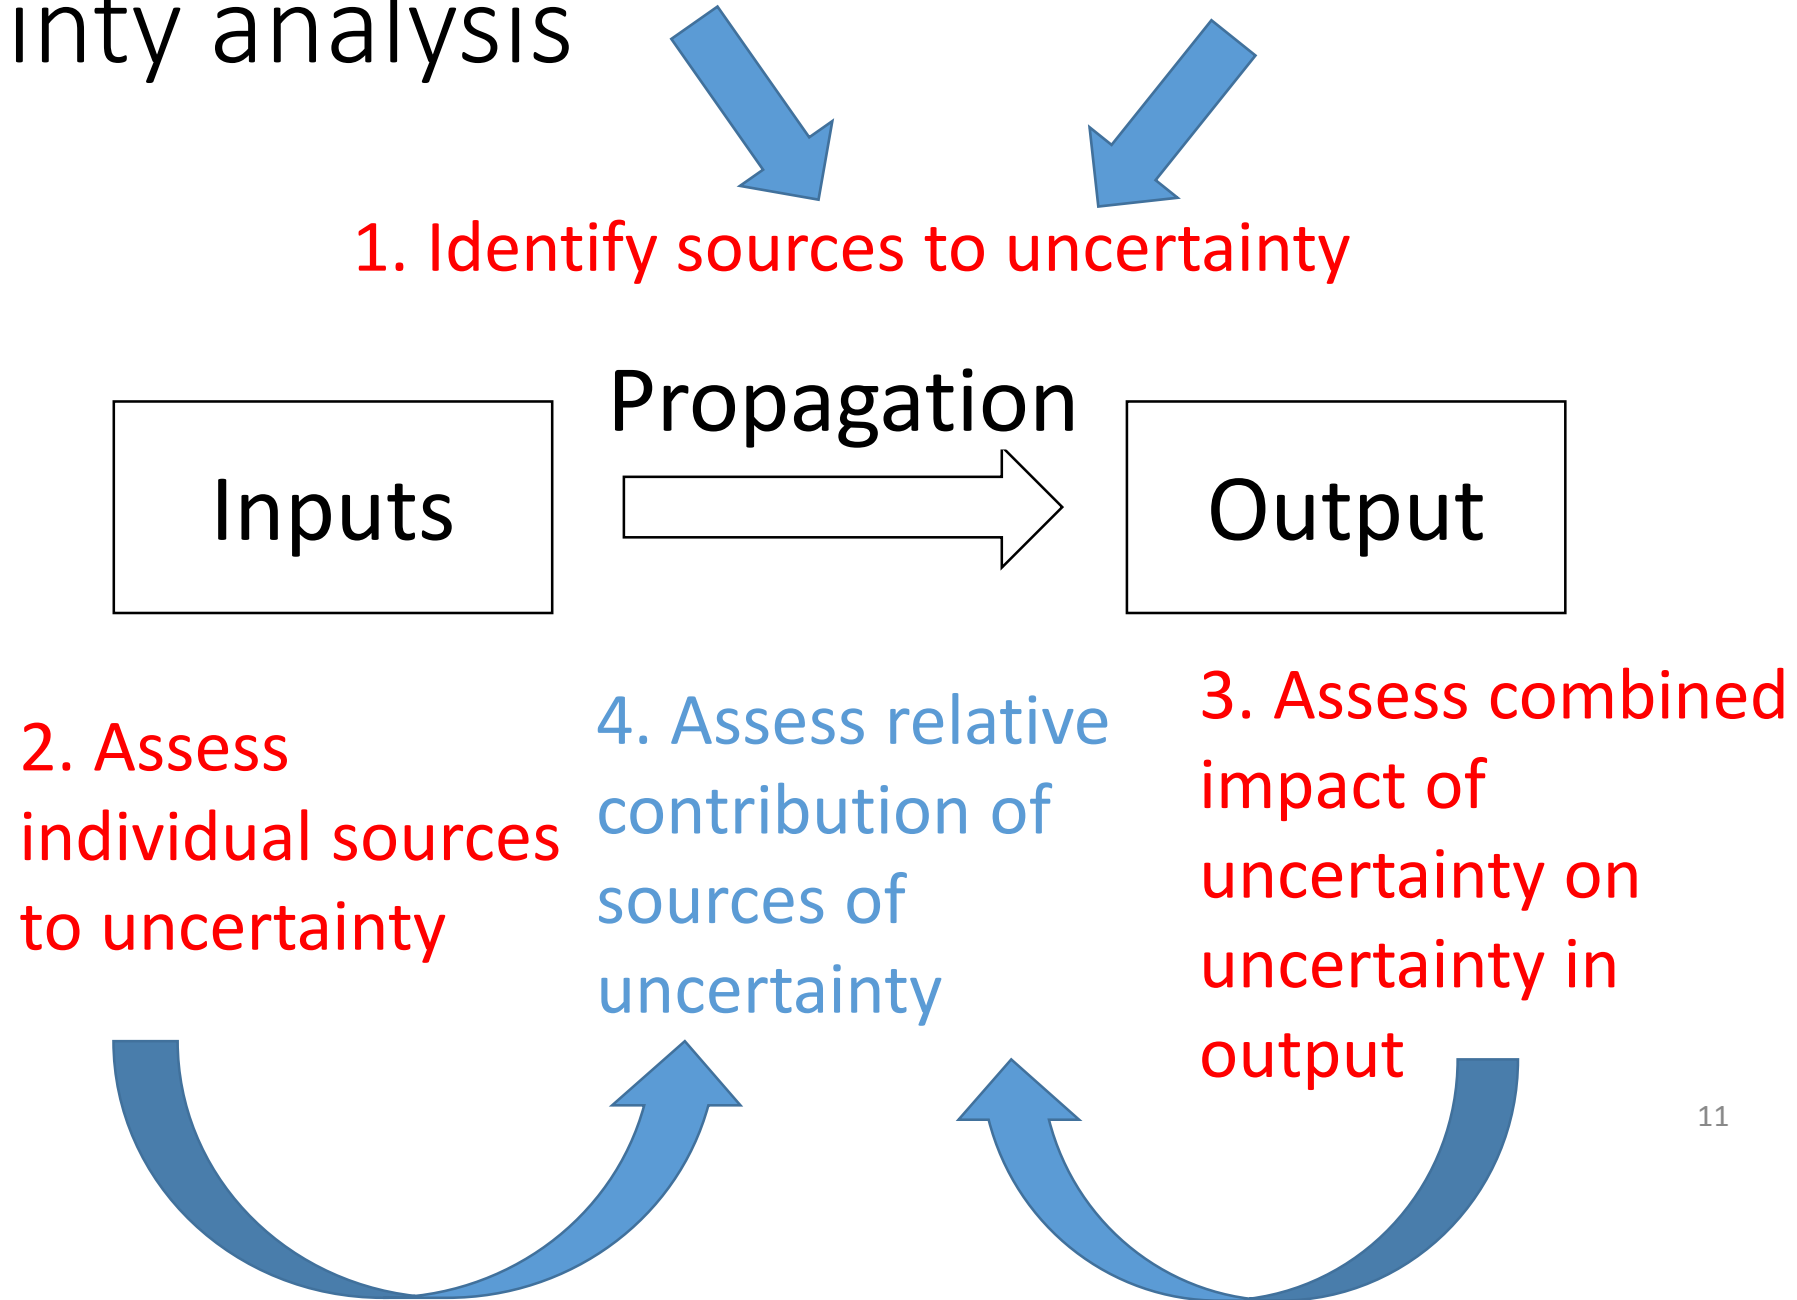 inty analysis
1. Identify sources to uncertainty
Propagation
Inputs
Output
2. Assess
individual sources
to uncertainty
4. Assess relative
contribution of
sources of
uncertainty
3. Assess combined
impact of
uncertainty on
uncertainty in
output
11